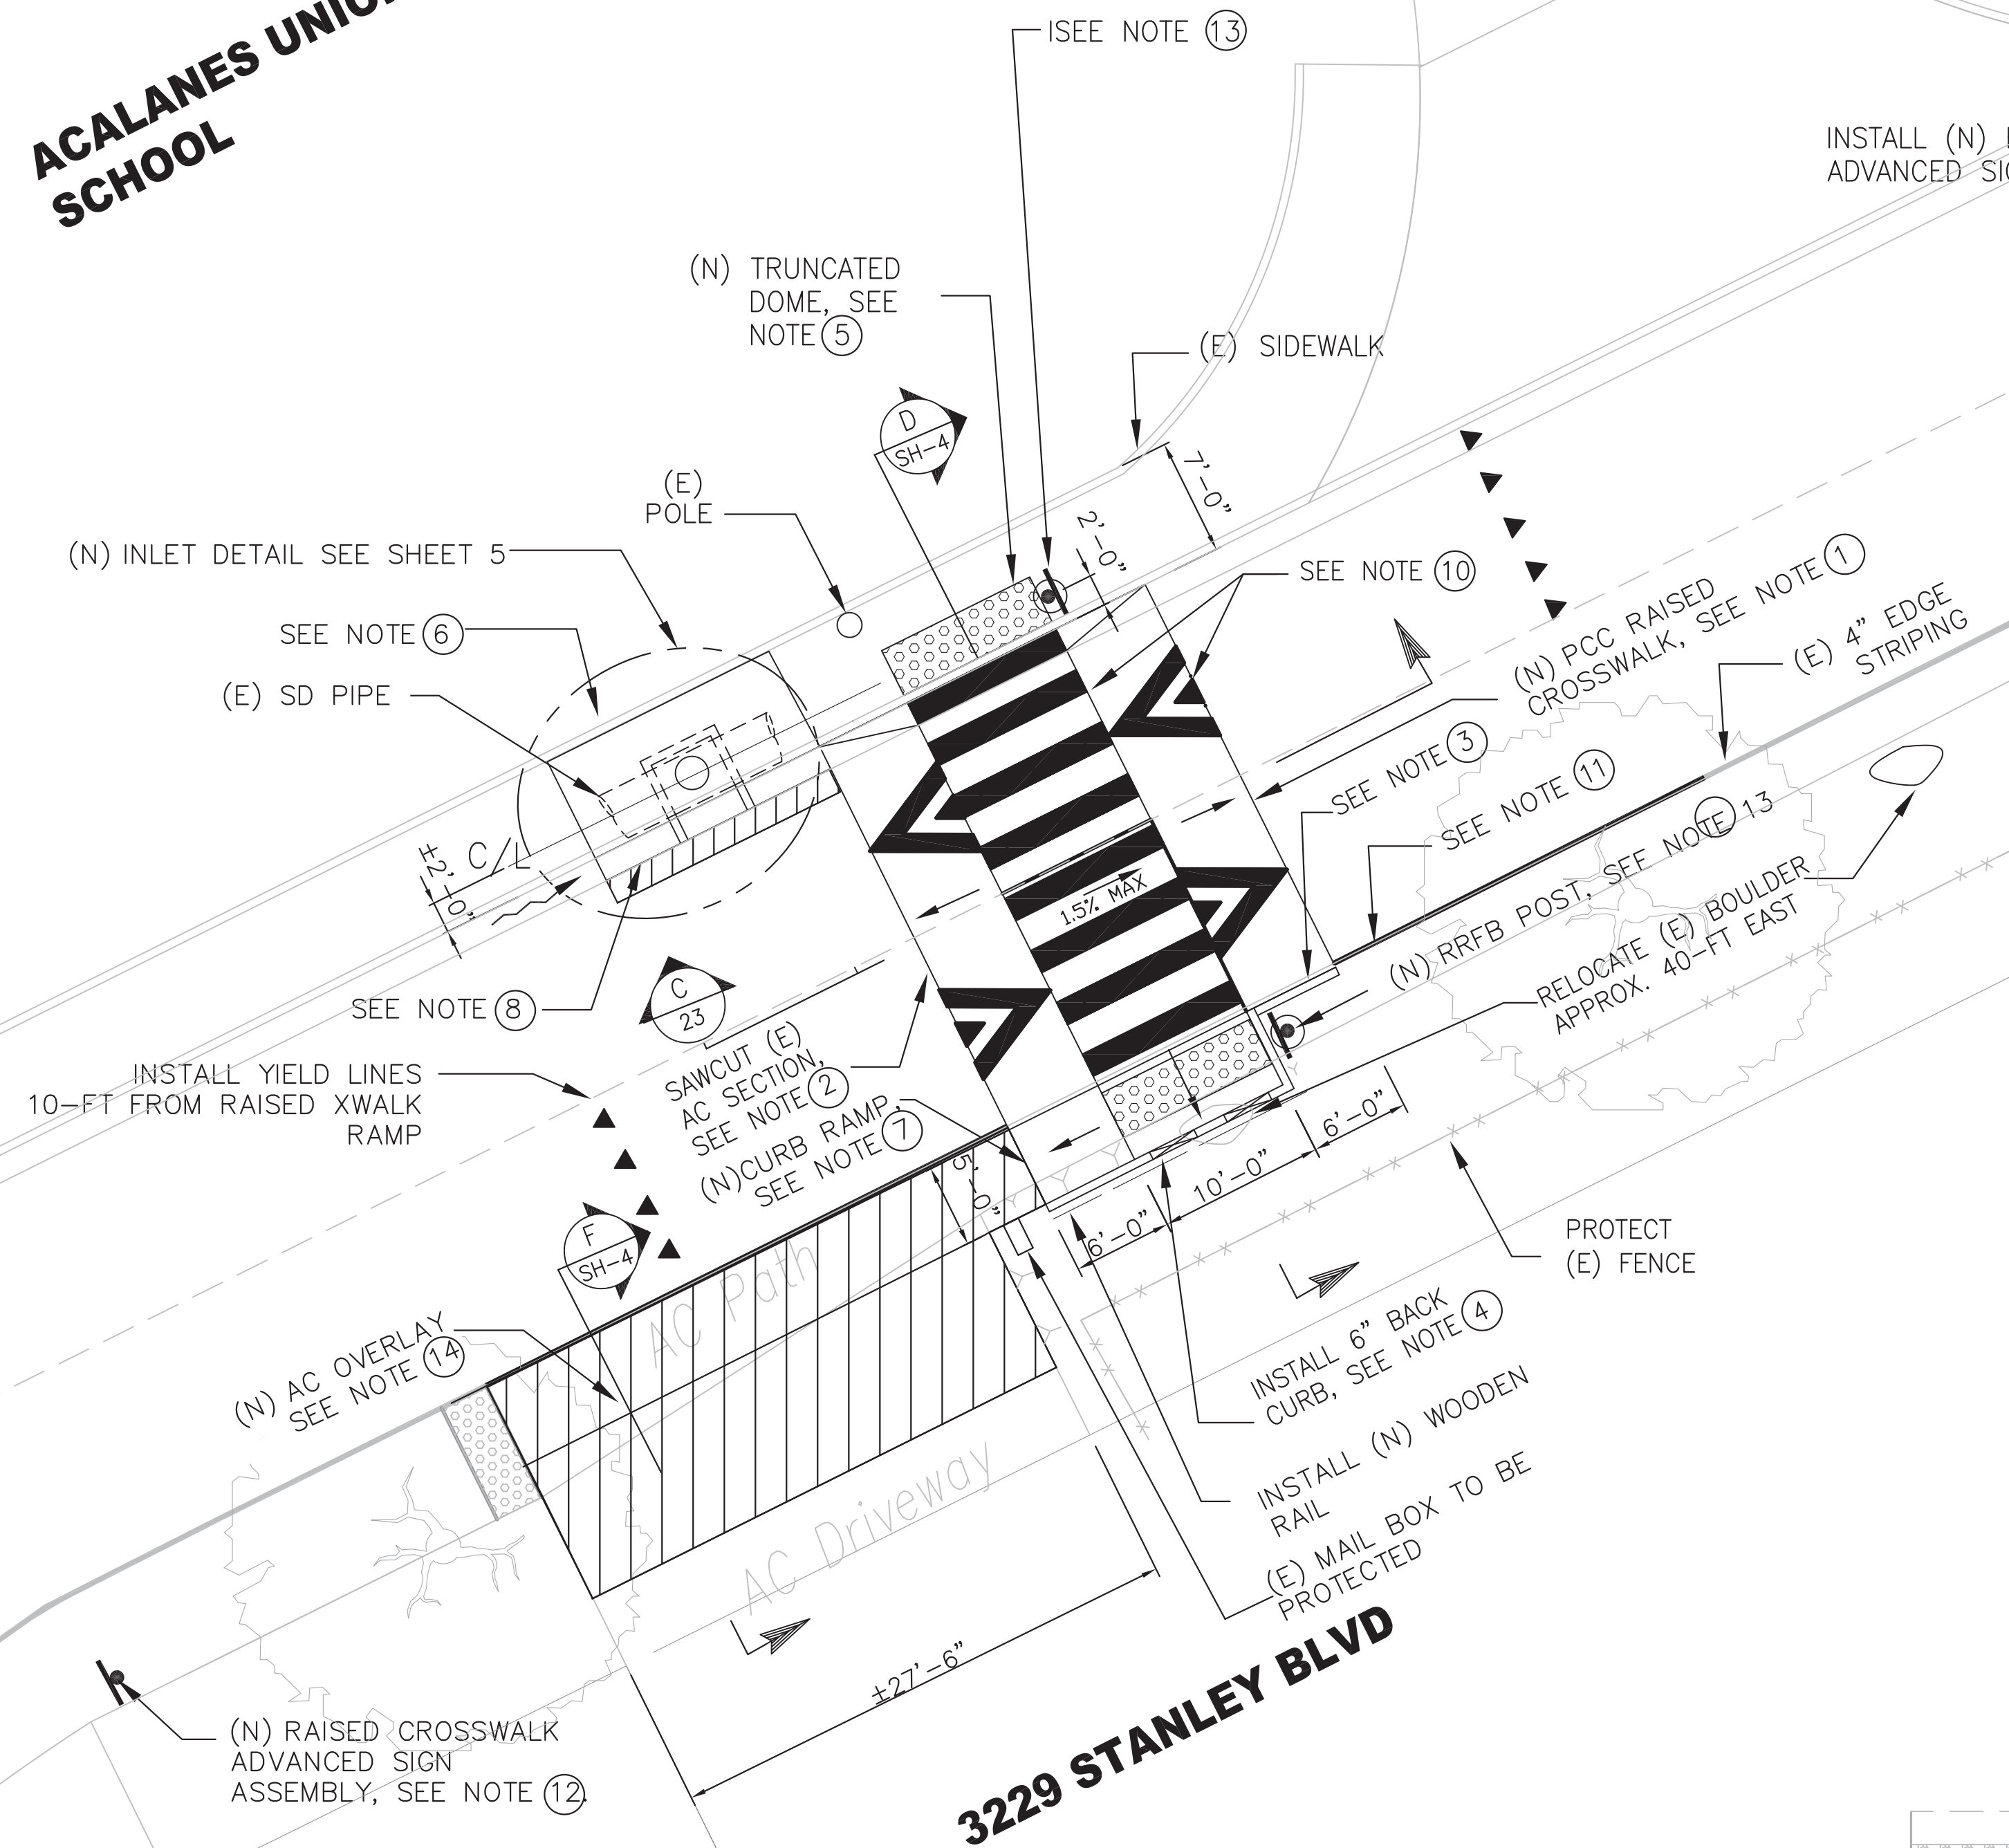 ACALANES UNION
SCHOOL
ISEE NOTE 13
INSTALL (N)
ADVANCED
(N) TRUNCATED
DOME, SEE
NOTE 5
(E) SIDEWALK
D
SH-4
7'-0"
(E)
POLE
2'-0"
(N) INLET DETAIL SEE SHEET 5
SEE NOTE 10
SEE NOTE 6
(E) SD PIPE
(N) PCC RAISED
CROSSWALK, SEE NOTE 1
(E) 4" EDGE
STRIPING
SEE NOTE 3
SEE NOTE 11
±2'-0"
C/L
1.5% MAX
(N) RRFB POST, SEE NOTE 13
RELOCATE (E) BOULDER
APPROX. 40-FT EAST
SEE NOTE 8
C
23
INSTALL YIELD LINES
10-FT FROM RAISED XWALK
RAMP
SAWCUT (E)
AC SECTION,
SEE NOTE 2
(N)CURB RAMP,
SEE NOTE 7
5'-0"
6'-0"
10'-0"
6'-0"
F
SH-4
PROTECT
(E) FENCE
AC Path
(N) AC OVERLAY
SEE NOTE 14
INSTALL 6" BACK
CURB, SEE NOTE 4
INSTALL (N) WOODEN
RAIL
(E) MAIL BOX TO BE
PROTECTED
AC Driveway
±27'-6"
3229 STANLEY BLVD
(N) RAISED CROSSWALK
ADVANCED SIGN
ASSEMBLY, SEE NOTE 12.